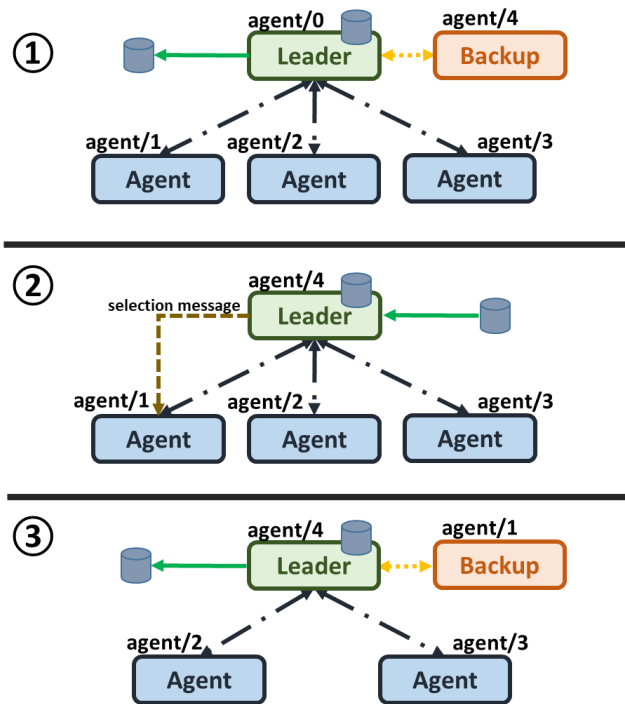 ①
agent/0
agent/4
Leader
Backup
agent/1
agent/2
agent/3
Agent
Agent
Agent
②
agent/4
selection message
Leader
agent/1
agent/2
agent/3
Agent
Agent
Agent
③
agent/4
agent/1
Leader
Backup
agent/2
agent/3
Agent
Agent